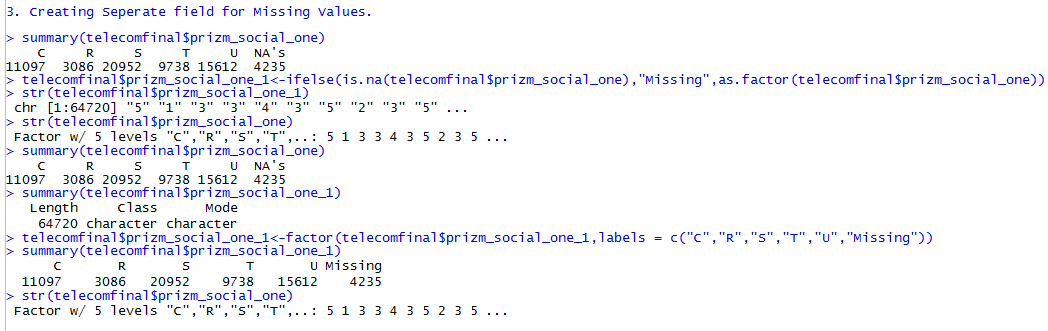 3. Creating Seperate field for Missing Values.
> summary(telecomfinal$prizm_social_one)
    C     R     S     T     U  NA's
11097  3086 20952  9738 15612  4235
> telecomfinal$prizm_social_one_1<-ifelse(is.na(telecomfinal$prizm_social_one),"Missing",as.factor(telecomfinal$prizm_social_one))
> str(telecomfinal$prizm_social_one_1)
 chr [1:64720] "5" "1" "3" "3" "4" "3" "5" "2" "3" "5" ...
> str(telecomfinal$prizm_social_one)
 Factor w/ 5 levels "C","R","S","T",..: 5 1 3 3 4 3 5 2 3 5 ...
> summary(telecomfinal$prizm_social_one)
    C     R     S     T     U  NA's
11097  3086 20952  9738 15612  4235
> summary(telecomfinal$prizm_social_one_1)
   Length     Class      Mode
    64720 character character
> telecomfinal$prizm_social_one_1<-factor(telecomfinal$prizm_social_one_1,labels = c("C","R","S","T","U","Missing"))
> summary(telecomfinal$prizm_social_one_1)
      C       R       S       T       U Missing
  11097    3086   20952    9738   15612    4235
> str(telecomfinal$prizm_social_one)
 Factor w/ 5 levels "C","R","S","T",..: 5 1 3 3 4 3 5 2 3 5 ...